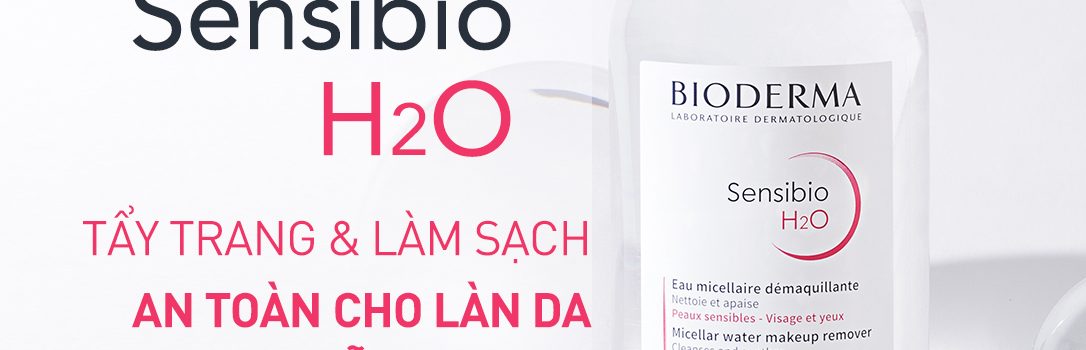 Sensibio
H2O
TẨY TRANG & LÀM SẠCH
AN TOÀN CHO LÀN DA
BIODERMA
LABORATOIRE DERMATOLOGIQUE
Sensibio
H2O
Eau micellaire démaquillante
Nettoie et apaise
Peaux sensibles - Visage et yeux
Micellar water makeup remover